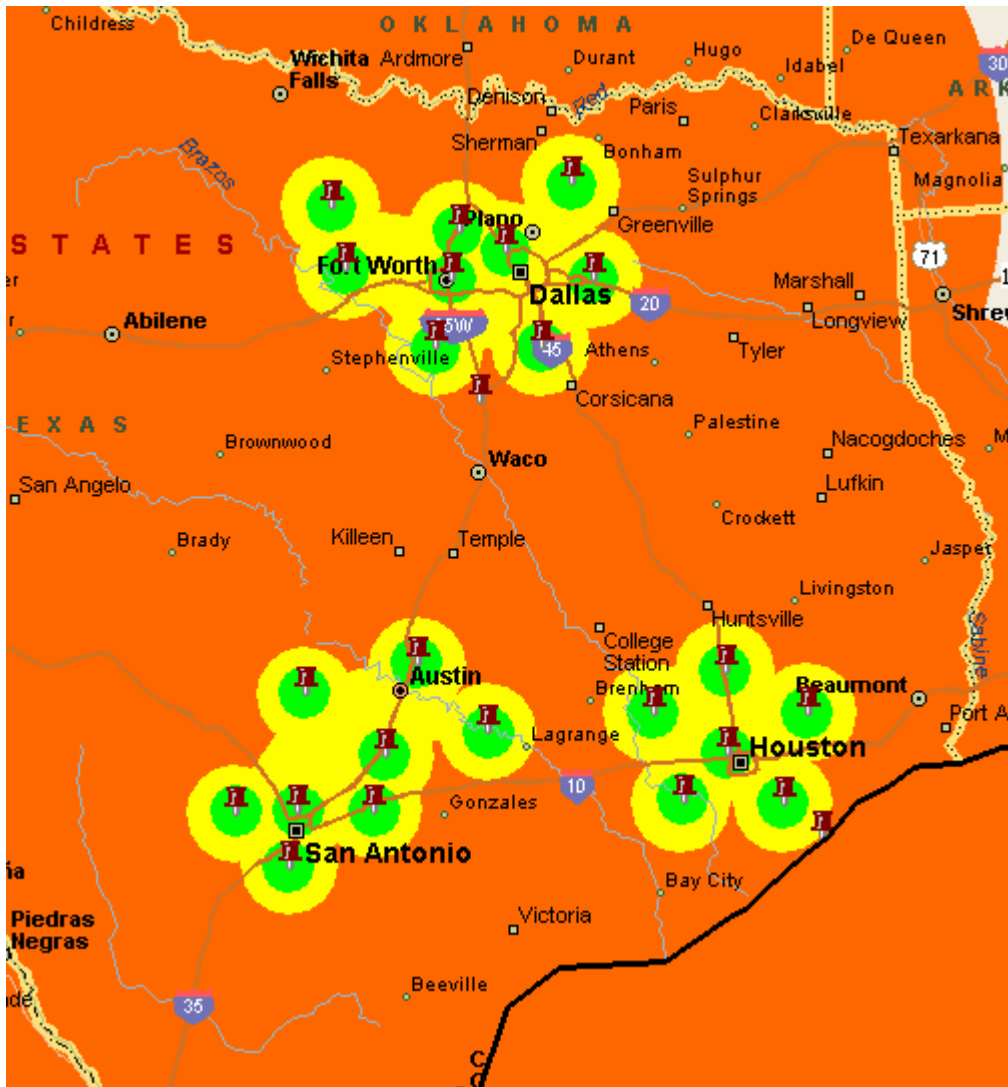 OKLAHOMA
Childress
Wichita
Falls
Ardmore
Durant
Hugo
De Queen
Idabel
30
Denison
Red
Paris
Clarksville
Sherman
Bonham
Texarkana
Brazos
Sulphur
Springs
Magnolia
Plano
Greenville
STATES
71
Fort Worth
Dallas
20
Marshall
Abilene
Longview
Stephenville
45
Athens
Tyler
Corsicana
EXAS
Palestine
Brownwood
Nacogdoches
Waco
San Angelo
Lufkin
Crockett
Brady
Killeen
Temple
Jasper
Livingston
Huntsville
College
Station
Sabine
Austin
Brenham
Beaumont
Lagrange
Houston
10
Gonzales
San Antonio
Bay City
Piedras
Negras
Victoria
Beeville
35